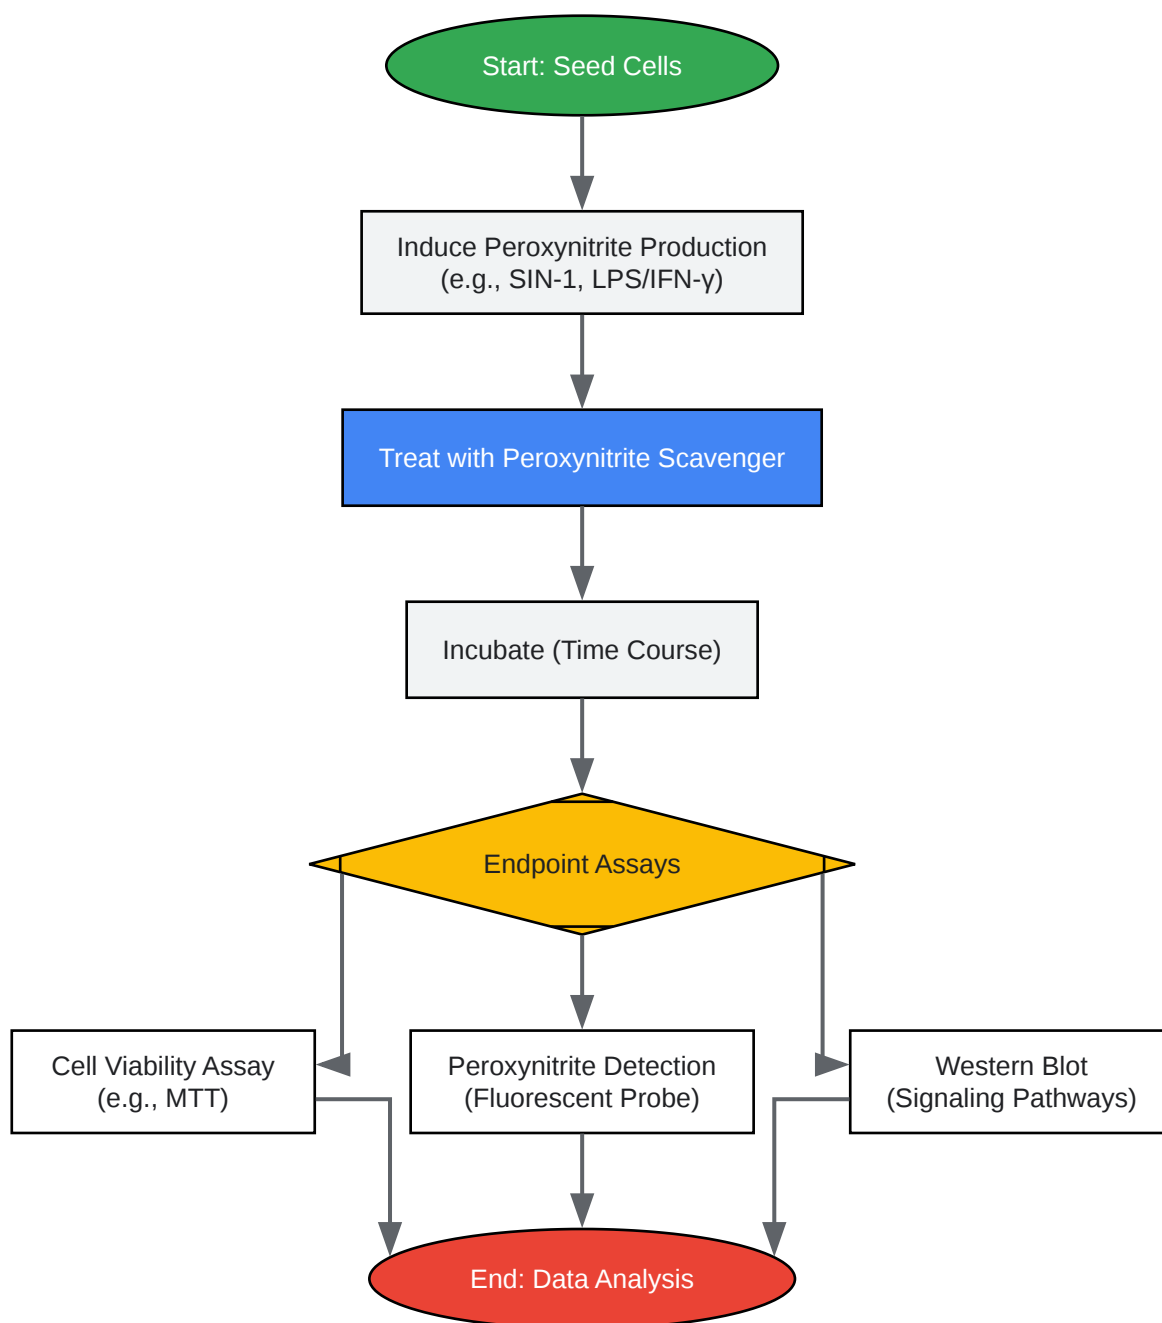 Start: Seed Cells
Induce Peroxynitrite Production
(e.g., SIN-1, LPS/IFN-γ)
Treat with Peroxynitrite Scavenger
Incubate (Time Course)
Endpoint Assays
Cell Viability Assay
(e.g., MTT)
Peroxynitrite Detection
(Fluorescent Probe)
Western Blot
(Signaling Pathways)
End: Data Analysis